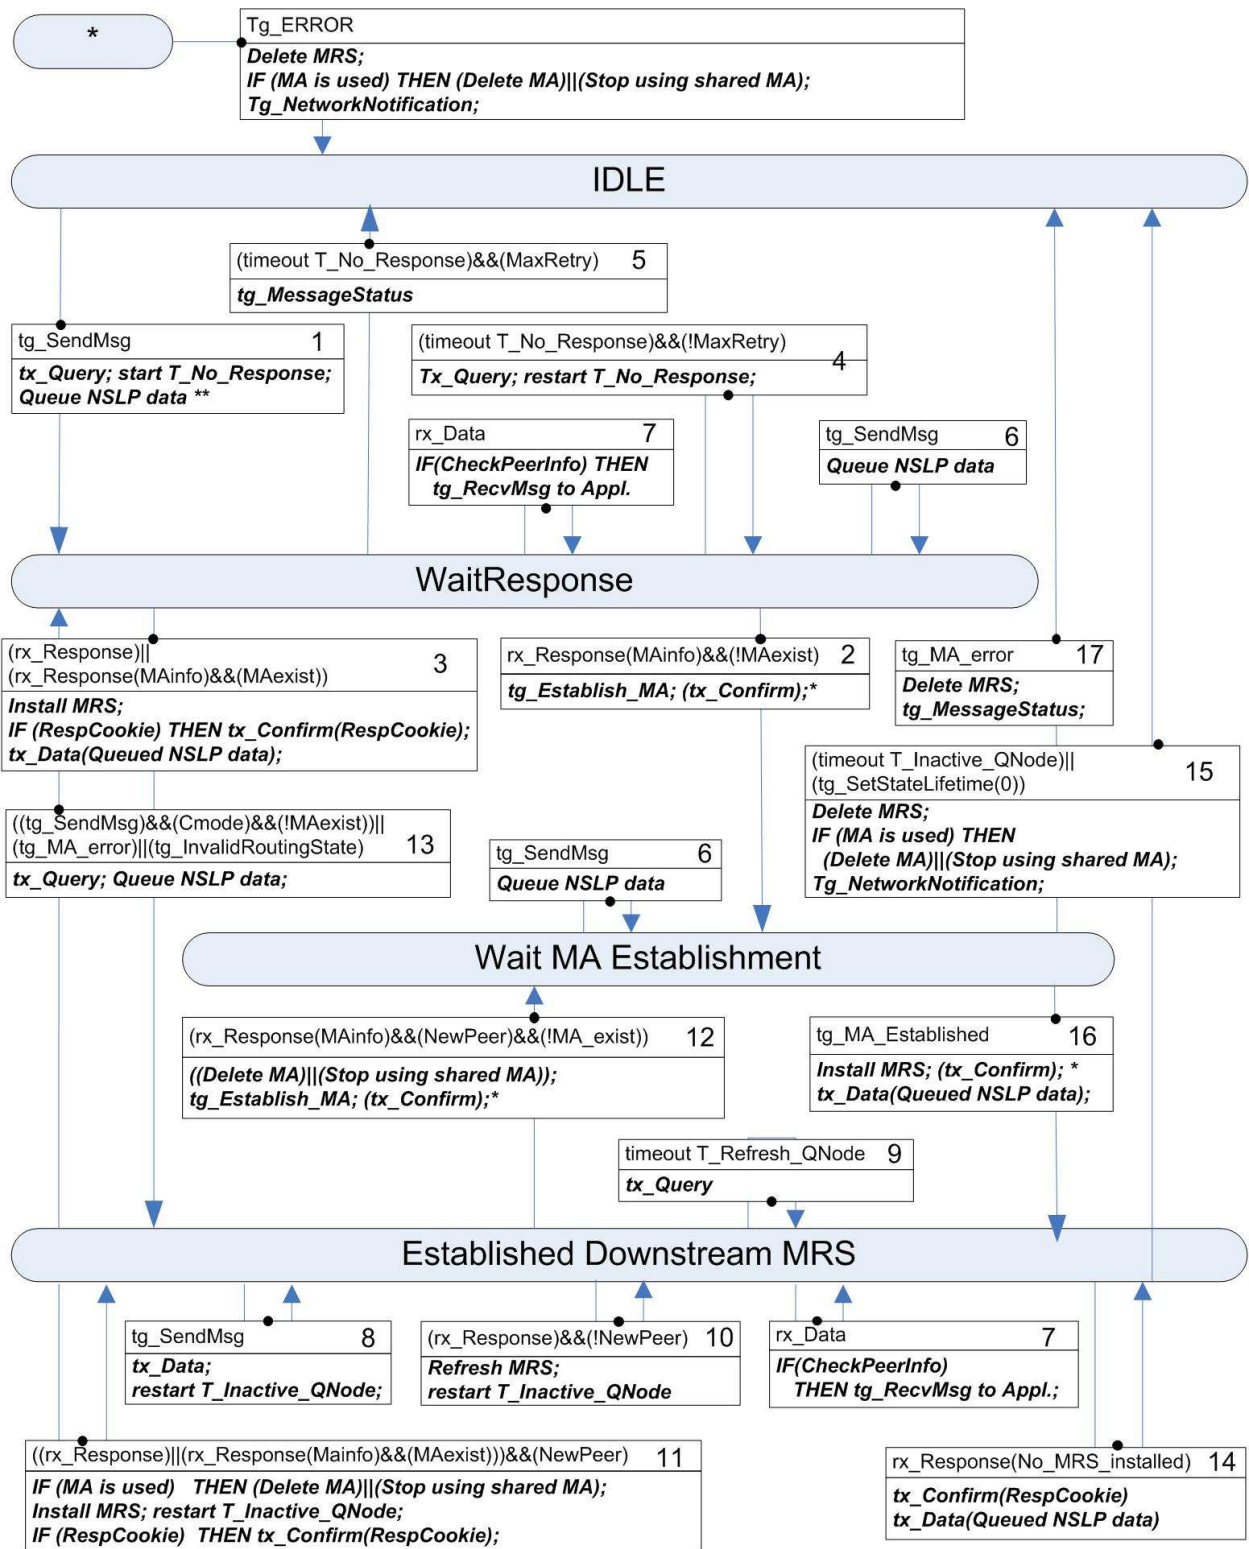 *
Tg_ERROR
Delete MRS;
IF (MA is used) THEN (Delete MA)||(Stop using shared MA);
Tg_NetworkNotification;
IDLE
(timeout T_No_Response)&&(MaxRetry) 5
tg_MessageStatus
tg_SendMsg 1
tx_Query; start T_No_Response;
Queue NSLP data **
(timeout T_No_Response)&&(!MaxRetry)
4
Tx_Query; restart T_No_Response;
rx_Data 7
IF(CheckPeerInfo) THEN
tg_RecvMsg to Appl.
tg_SendMsg 6
Queue NSLP data
WaitResponse
(rx_Response)||
(rx_Response(MAinfo)&&(MAexist)) 3
Install MRS;
IF (RespCookie) THEN tx_Confirm(RespCookie);
tx_Data(Queued NSLP data);
rx_Response(MAinfo)&&(!MAexist) 2
tg_Establish_MA; (tx_Confirm);*
tg_MA_error 17
Delete MRS;
tg_MessageStatus;
(timeout T_Inactive_QNode)||
(tg_SetStateLifetime(0)) 15
Delete MRS;
IF (MA is used) THEN
(Delete MA)||(Stop using shared MA);
Tg_NetworkNotification;
((tg_SendMsg)&&(Cmode)&&(!MAexist))||
(tg_MA_error)||(tg_InvalidRoutingState) 13
tx_Query; Queue NSLP data;
tg_SendMsg 6
Queue NSLP data
Wait MA Establishment
(rx_Response(MAinfo)&&(NewPeer)&&(!MA_exist)) 12
((Delete MA)||(Stop using shared MA));
tg_Establish_MA; (tx_Confirm);*
tg_MA_Established 16
Install MRS; (tx_Confirm); *
tx_Data(Queued NSLP data);
timeout T_Refresh_QNode 9
tx_Query
Established Downstream MRS
tg_SendMsg 8
tx_Data;
restart T_Inactive_QNode;
(rx_Response)&&(!NewPeer) 10
Refresh MRS;
restart T_Inactive_QNode
rx_Data 7
IF(CheckPeerInfo)
THEN tg_RecvMsg to Appl.;
((rx_Response)||(rx_Response(Mainfo)&&(MAexist)))&&(NewPeer) 11
IF (MA is used) THEN (Delete MA)||(Stop using shared MA);
Install MRS; restart T_Inactive_QNode;
IF (RespCookie) THEN tx_Confirm(RespCookie);
rx_Response(No_MRS_installed) 14
tx_Confirm(RespCookie)
tx_Data(Queued NSLP data)